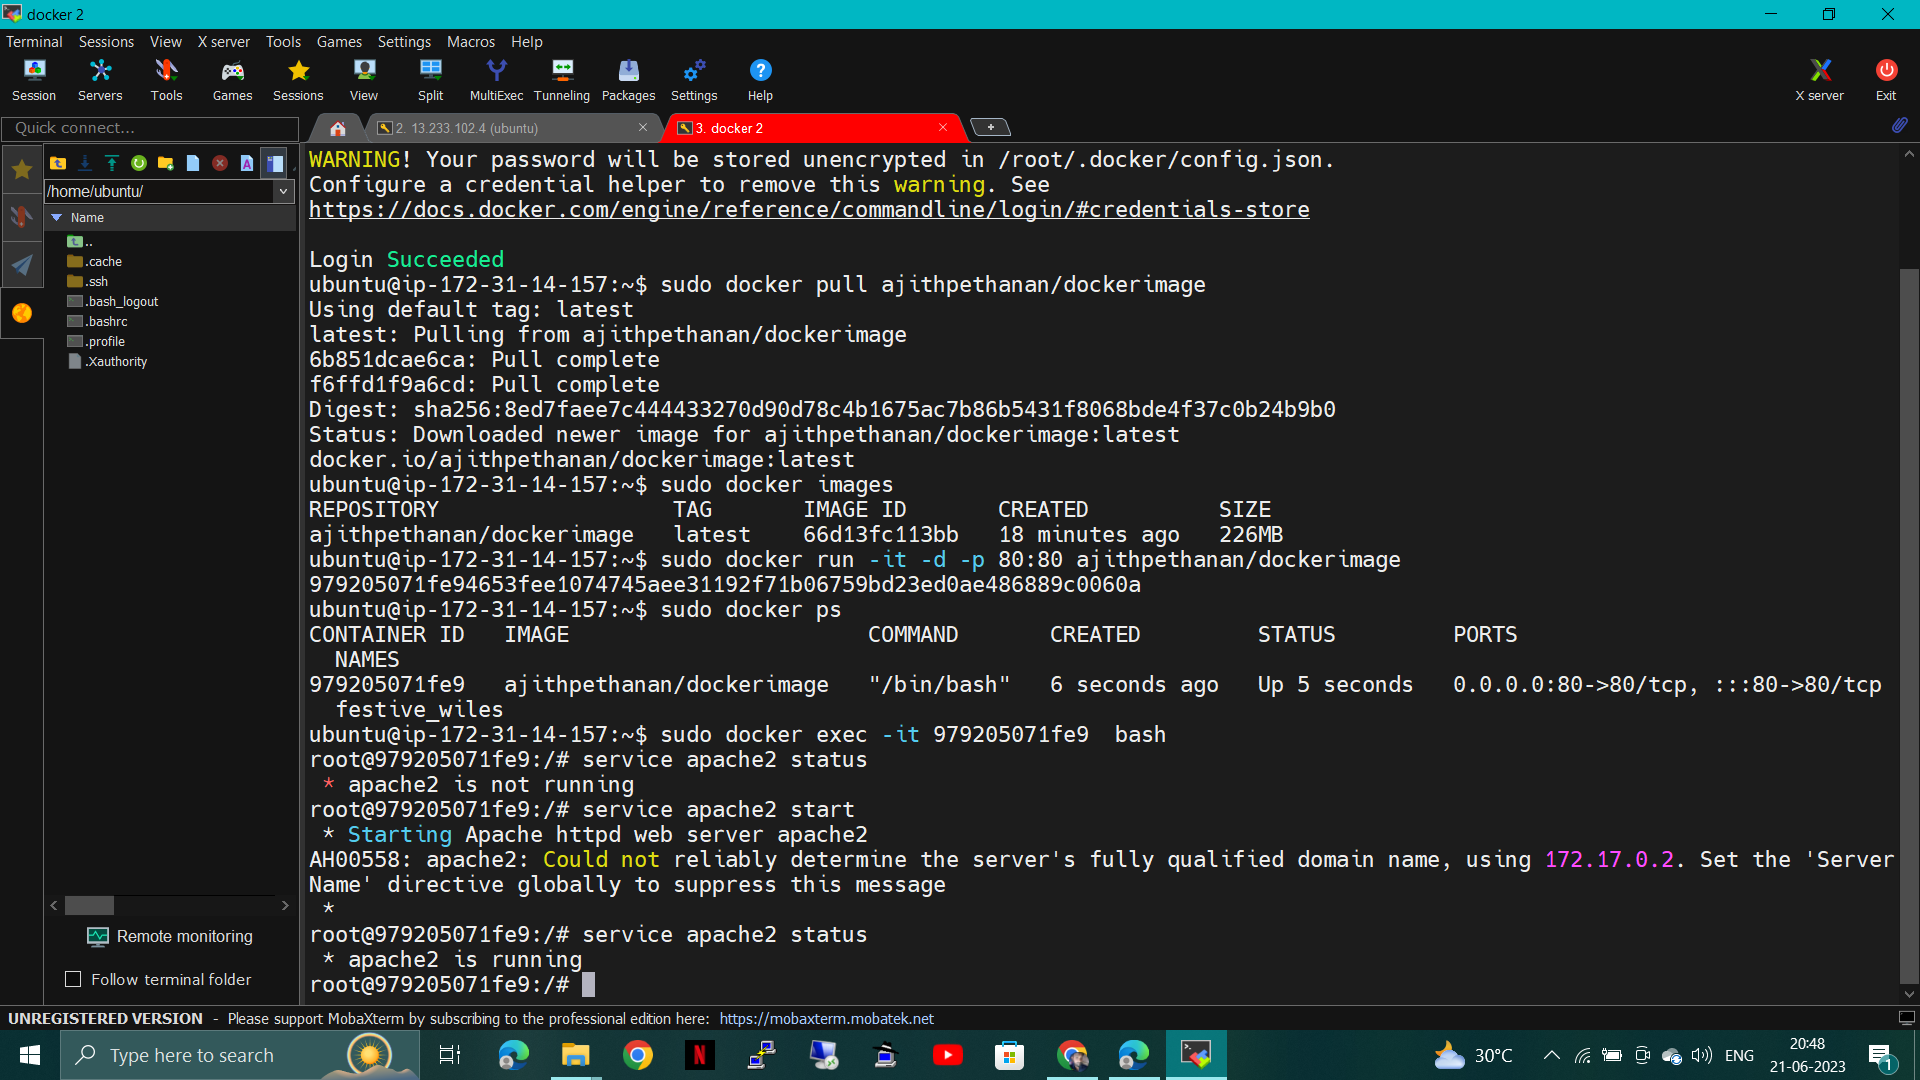 docker 2
Terminal Sessions View X server Tools Games Settings Macros Help
Session Servers Tools Games Sessions View Split MultiExec Tunneling Packages Settings Help X server Exit
Quick connect...
2. 13.233.102.4 (ubuntu)
3. docker 2
/home/ubuntu/
Name
..
.cache
.ssh
.bash_logout
.bashrc
.profile
.Xauthority
Remote monitoring
Follow terminal folder
WARNING! Your password will be stored unencrypted in /root/.docker/config.json.
Configure a credential helper to remove this warning. See
https://docs.docker.com/engine/reference/commandline/login/#credentials-store
Login Succeeded
ubuntu@ip-172-31-14-157:~$ sudo docker pull ajithpethanan/dockerimage
Using default tag: latest
latest: Pulling from ajithpethanan/dockerimage
6b851dcae6ca: Pull complete
f6ffd1f9a6cd: Pull complete
Digest: sha256:8ed7faee7c444433270d90d78c4b1675ac7b86b5431f8068bde4f37c0b24b9b0
Status: Downloaded newer image for ajithpethanan/dockerimage:latest
docker.io/ajithpethanan/dockerimage:latest
ubuntu@ip-172-31-14-157:~$ sudo docker images
REPOSITORY TAG IMAGE ID CREATED SIZE
ajithpethanan/dockerimage latest 66d13fc113bb 18 minutes ago 226MB
ubuntu@ip-172-31-14-157:~$ sudo docker run -it -d -p 80:80 ajithpethanan/dockerimage
979205071fe94653fee1074745aee31192f71b06759bd23ed0ae486889c0060a
ubuntu@ip-172-31-14-157:~$ sudo docker ps
CONTAINER ID IMAGE COMMAND CREATED STATUS PORTS
NAMES
979205071fe9 ajithpethanan/dockerimage "/bin/bash" 6 seconds ago Up 5 seconds 0.0.0.0:80->80/tcp, :::80->80/tcp
festive_wiles
ubuntu@ip-172-31-14-157:~$ sudo docker exec -it 979205071fe9 bash
root@979205071fe9:/# service apache2 status
* apache2 is not running
root@979205071fe9:/# service apache2 start
* Starting Apache httpd web server apache2
AH00558: apache2: Could not reliably determine the server's fully qualified domain name, using 172.17.0.2. Set the 'Server
Name' directive globally to suppress this message
*
root@979205071fe9:/# service apache2 status
* apache2 is running
root@979205071fe9:/#
UNREGISTERED VERSION - Please support MobaXterm by subscribing to the professional edition here: https://mobaxterm.mobatek.net
Type here to search
30°C
ENG
20:48
21-06-2023
1